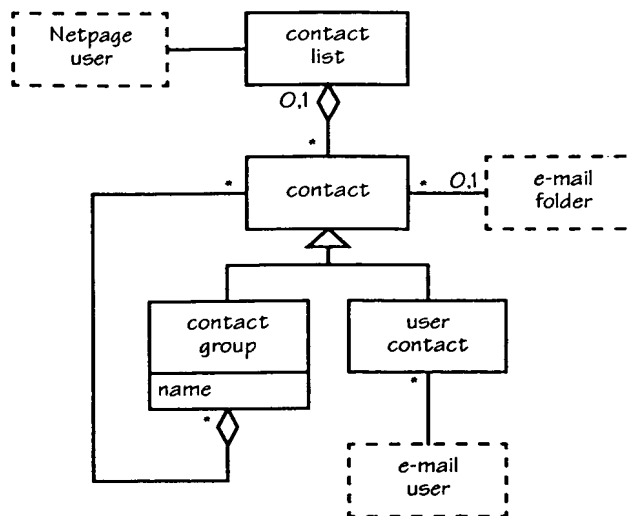 Netpage
user
contact
list
0,1
*
*
contact
*
0,1
e-mail
folder
contact
group
name
*
user
contact
*
e-mail
user